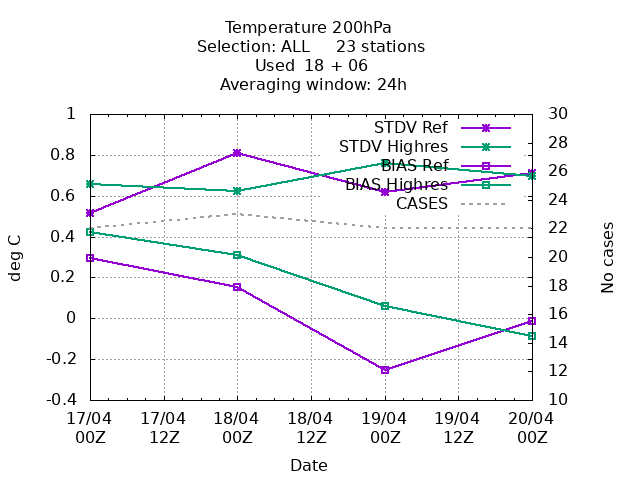 Temperature 200hPa
Selection: ALL 23 stations
Used 18 + 06
Averaging window: 24h
1
0.8
0.6
0.4
0.2
0
-0.2
-0.4
deg C
30
28
26
24
22
20
18
16
14
12
10
No cases
STDV Ref
STDV Highres
BIAS Ref
BIAS Highres
CASES
17/04 17/04 18/04 18/04 19/04 19/04 20/04
00Z 12Z 00Z 12Z 00Z 12Z 00Z
Date